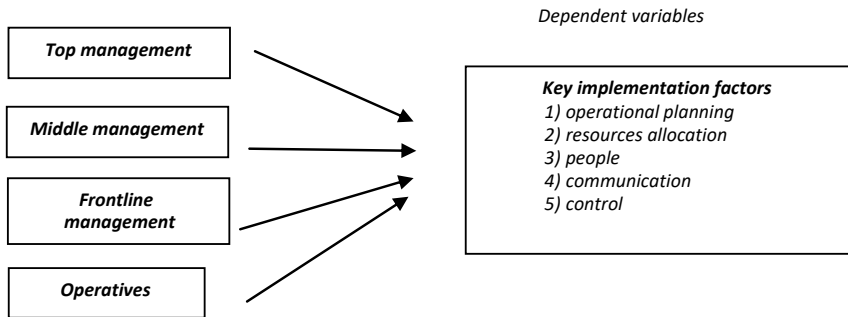 Dependent variables
Top management
Middle management
Frontline
management
Operatives
Key implementation factors
1) operational planning
2) resources allocation
3) people
4) communication
5) control